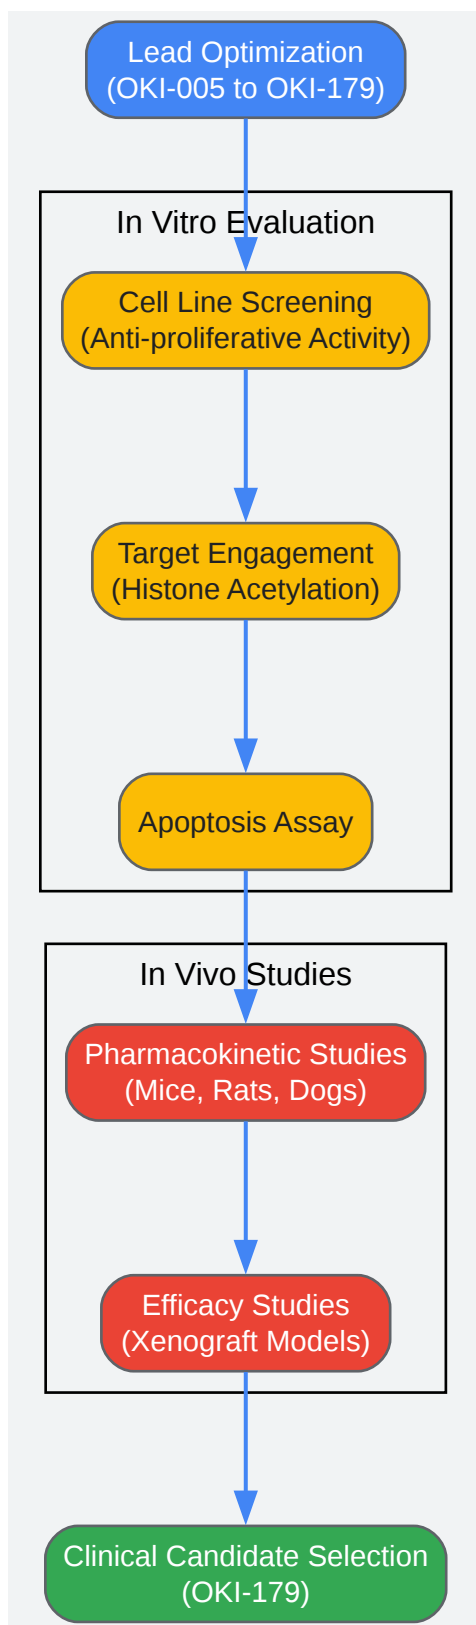 Lead Optimization
(OKI-005 to OKI-179)
In Vitro Evaluation
Cell Line Screening
(Anti-proliferative Activity)
Target Engagement
(Histone Acetylation)
Apoptosis Assay
In Vivo Studies
Pharmacokinetic Studies
(Mice, Rats, Dogs)
Efficacy Studies
(Xenograft Models)
Clinical Candidate Selection
(OKI-179)